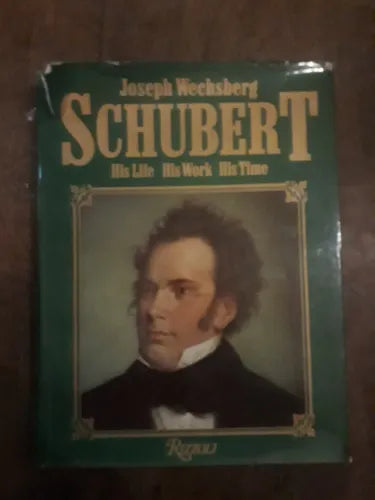 Joseph Wechsberg
SCHUBERT
His Life His Work His Time
RIZZOLI